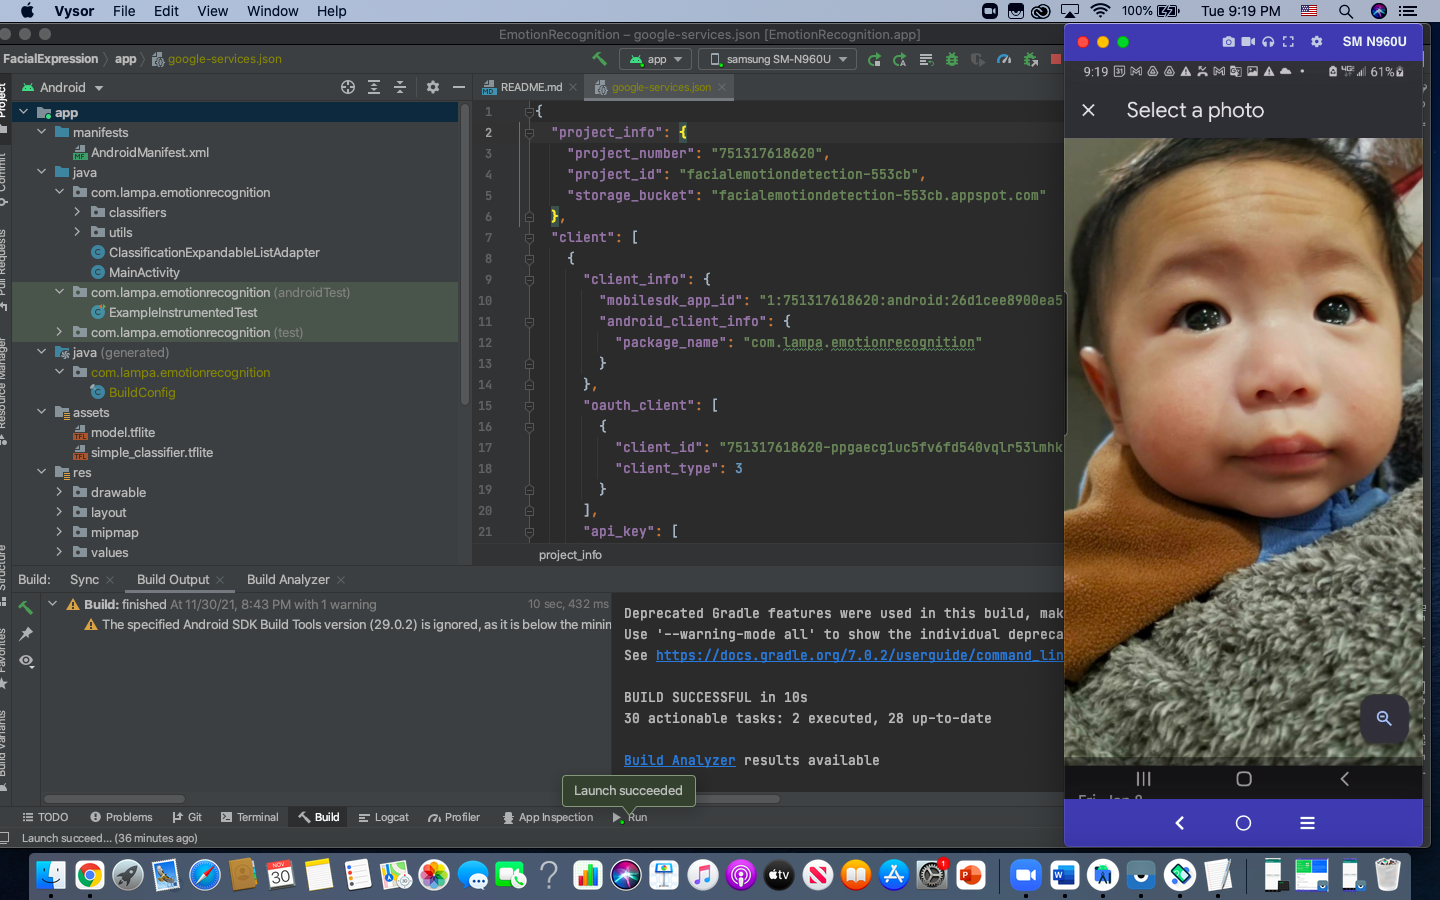 Vysor File Edit View Window Help 100% Tue 9:19 PM
EmotionRecognition – google-services.json [EmotionRecognition.app]
FacialExpression app google-services.json
app samsung SM-N960U
Android
README.md google-services.json
Project
Commit
Pull Requests
Resource Manager
Structure
Favorites
Build Variants
app
manifests
AndroidManifest.xml
java
com.lampa.emotionrecognition
classifiers
utils
ClassificationExpandableListAdapter
MainActivity
com.lampa.emotionrecognition (androidTest)
ExampleInstrumentedTest
com.lampa.emotionrecognition (test)
java (generated)
com.lampa.emotionrecognition
BuildConfig
assets
model.tflite
simple_classifier.tflite
res
drawable
layout
mipmap
values
1 {
2 "project_info": {
3 "project_number": "751317618620",
4 "project_id": "facialemotiondetection-553cb",
5 "storage_bucket": "facialemotiondetection-553cb.appspot.com"
6 },
7 "client": [
8 {
9 "client_info": {
10 "mobilesdk_app_id": "1:751317618620:android:26d1cee8900ea5
11 "android_client_info": {
12 "package_name": "com.lampa.emotionrecognition"
13 }
14 },
15 "oauth_client": [
16 {
17 "client_id": "751317618620-ppgaecg1uc5fv6fd540vqlr53lmhk
18 "client_type": 3
19 }
20 ],
21 "api_key": [
project_info
Build: Sync Build Output Build Analyzer
Build: finished At 11/30/21, 8:43 PM with 1 warning 10 sec, 432 ms
The specified Android SDK Build Tools version (29.0.2) is ignored, as it is below the minin
Deprecated Gradle features were used in this build, mak
Use '--warning-mode all' to show the individual depreca
See https://docs.gradle.org/7.0.2/userguide/command_lin
BUILD SUCCESSFUL in 10s
30 actionable tasks: 2 executed, 28 up-to-date
Build Analyzer results available
Launch succeeded
TODO Problems Git Terminal Build Logcat Profiler App Inspection Run
Launch succeed... (36 minutes ago)
SM N960U
9:19 61%
Select a photo
NOV
30
tv
1